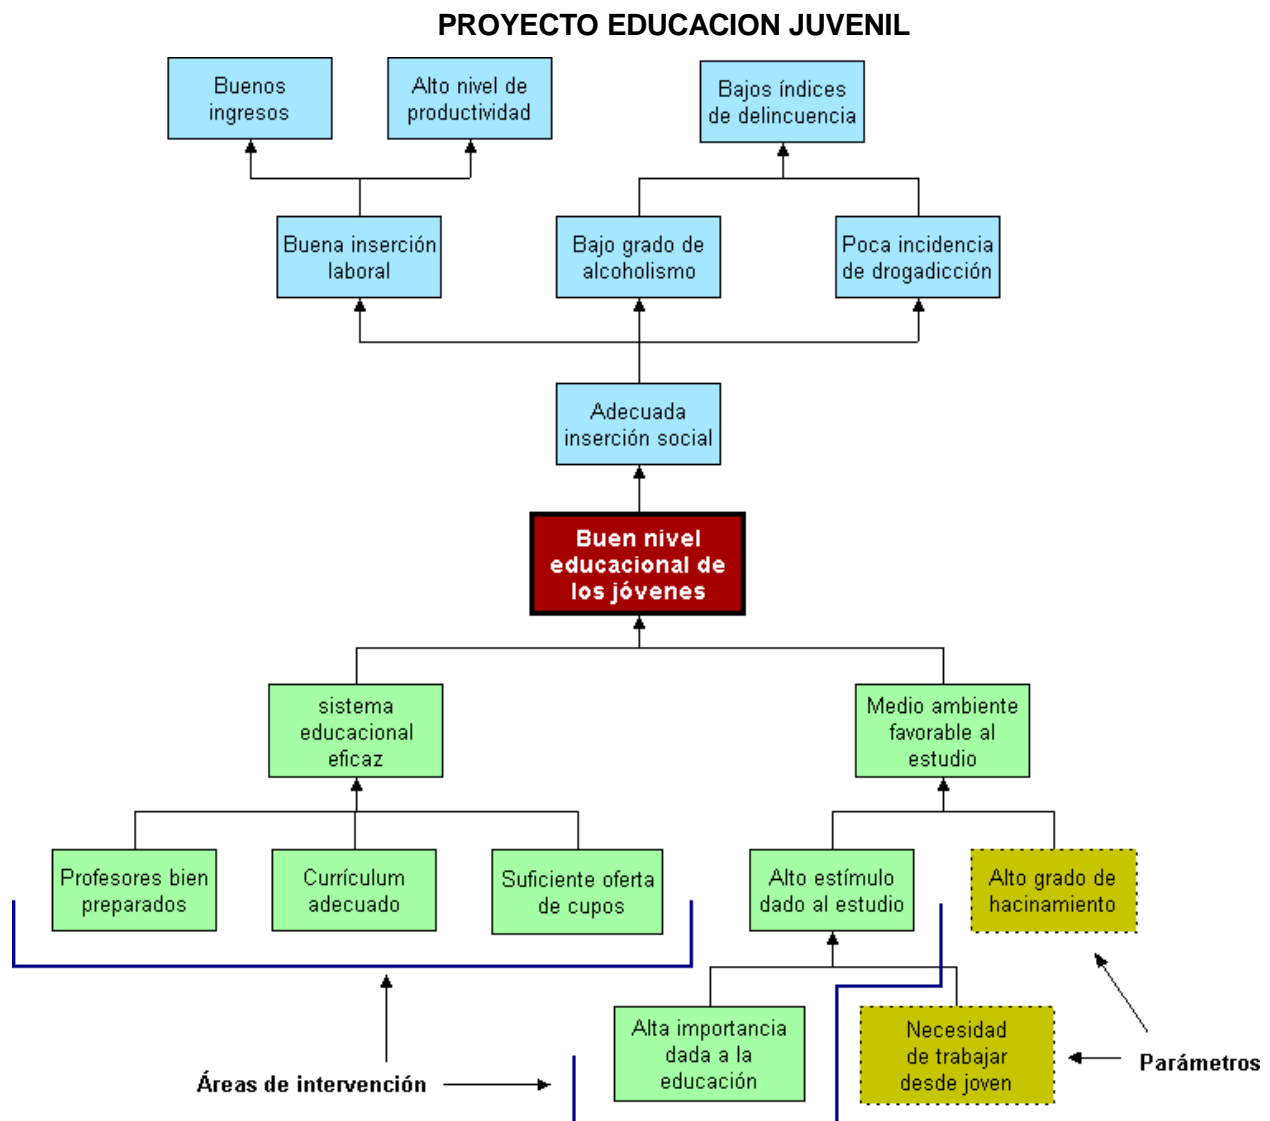 PROYECTO EDUCACION JUVENIL
Buenos
ingresos
Alto nivel de
productividad
Bajos índices
de delincuencia
Buena inserción
laboral
Bajo grado de
alcoholismo
Poca incidencia
de drogadicción
Adecuada
inserción social
Buen nivel
educacional de
los jóvenes
sistema
educacional
eficaz
Medio ambiente
favorable al
estudio
Profesores bien
preparados
Currículum
adecuado
Suficiente oferta
de cupos
Alto estímulo
dado al estudio
Alto grado de
hacinamiento
Alta importancia
dada a la
educación
Necesidad
de trabajar
desde joven
Parámetros
Áreas de intervención